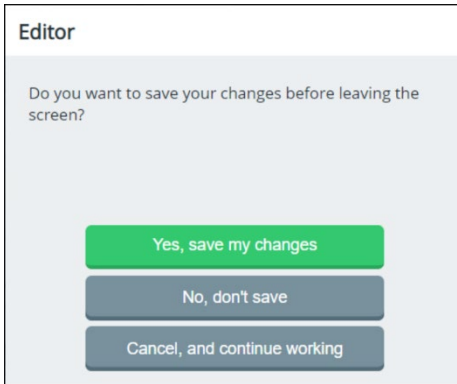 Editor
Do you want to save your changes before leaving the
screen?
Yes, save my changes
No, don't save
Cancel, and continue working